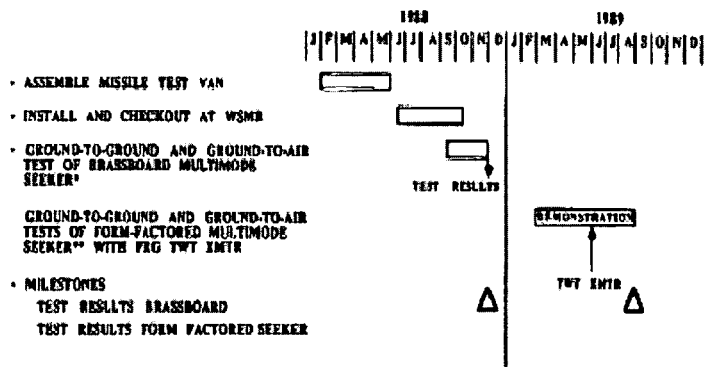 1988 1989
J F M A M J J A S O N D J F M A M J J A S O N D
• ASSEMBLE MISSILE TEST VAN
• INSTALL AND CHECKOUT AT WSMR
• GROUND-TO-GROUND AND GROUND-TO-AIR
TEST OF BRASSBOARD MULTIMODE
SEEKER*
TEST RESULTS
GROUND-TO-GROUND AND GROUND-TO-AIR
TESTS OF FORM-FACTORED MULTIMODE
SEEKER** WITH FRG TWT XMTR
DEMONSTRATION
TWT XMTR
• MILESTONES
TEST RESULTS BRASSBOARD
TEST RESULTS FORM FACTORED SEEKER